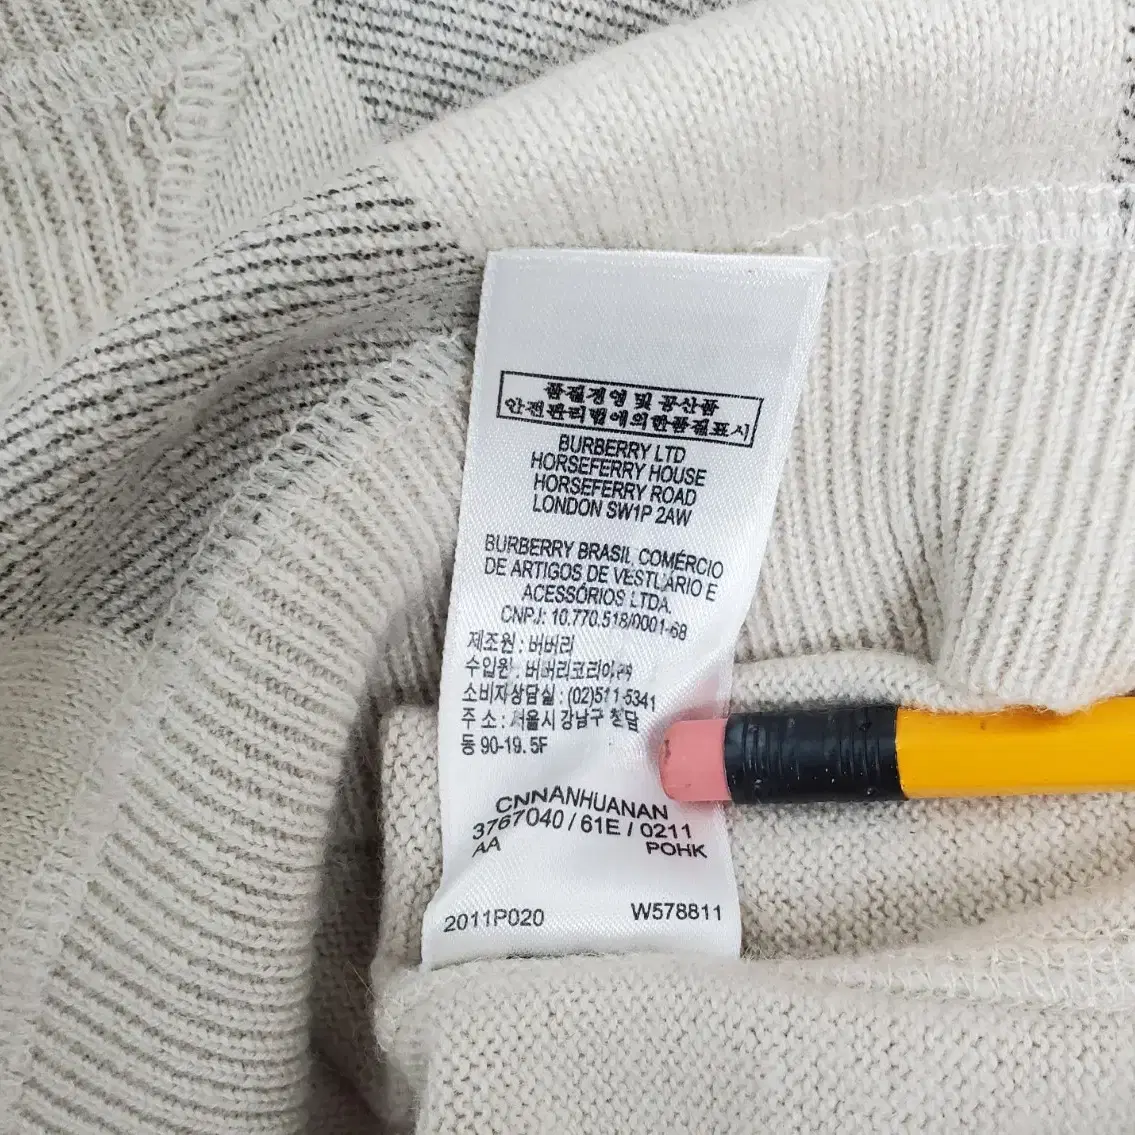 품질경영 및 공산품
안전관리법에의한품질표시
BURBERRY LTD
HORSEFERRY HOUSE
HORSEFERRY ROAD
LONDON SW1P 2AW
BURBERRY BRASIL COMÉRCIO
DE ARTIGOS DE VESTUARIO E
ACESSÓRIOS LTDA.
CNPJ: 10.770.518/0001-68
제조원 : 버버리
수입원 : 버버리코리아㈜
소비자상담실 : (02)511-5341
주 소 : 서울시 강남구 청담
동 90-19. 5F
CNNANHUANAN
3767040 / 61E / 0211
AA POHK
2011P020 W578811